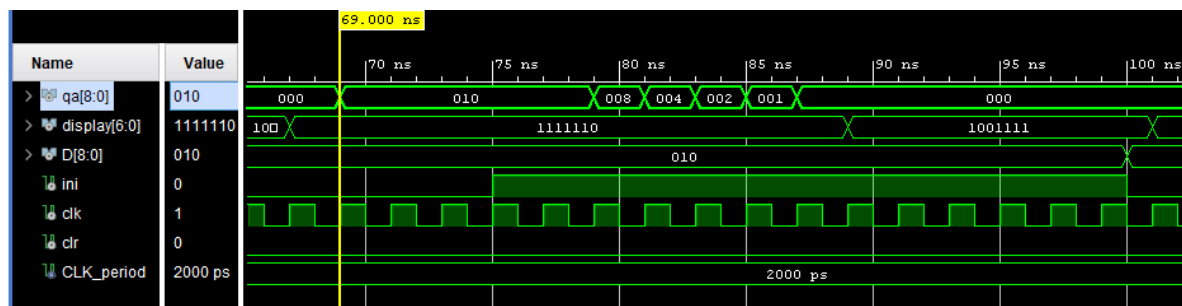 69.000 ns
Name Value
70 ns 75 ns 80 ns 85 ns 90 ns 95 ns 100 ns
> qa[8:0] 010 000 010 008 004 002 001 000
> display[6:0] 1111110 10 1111110 1001111
> D[8:0] 010 010
ini 0
clk 1
clr 0
CLK_period 2000 ps 2000 ps